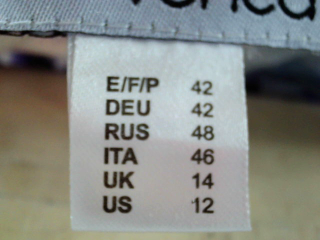 E/F/P 42
DEU 42
RUS 48
ITA 46
UK 14
US 12